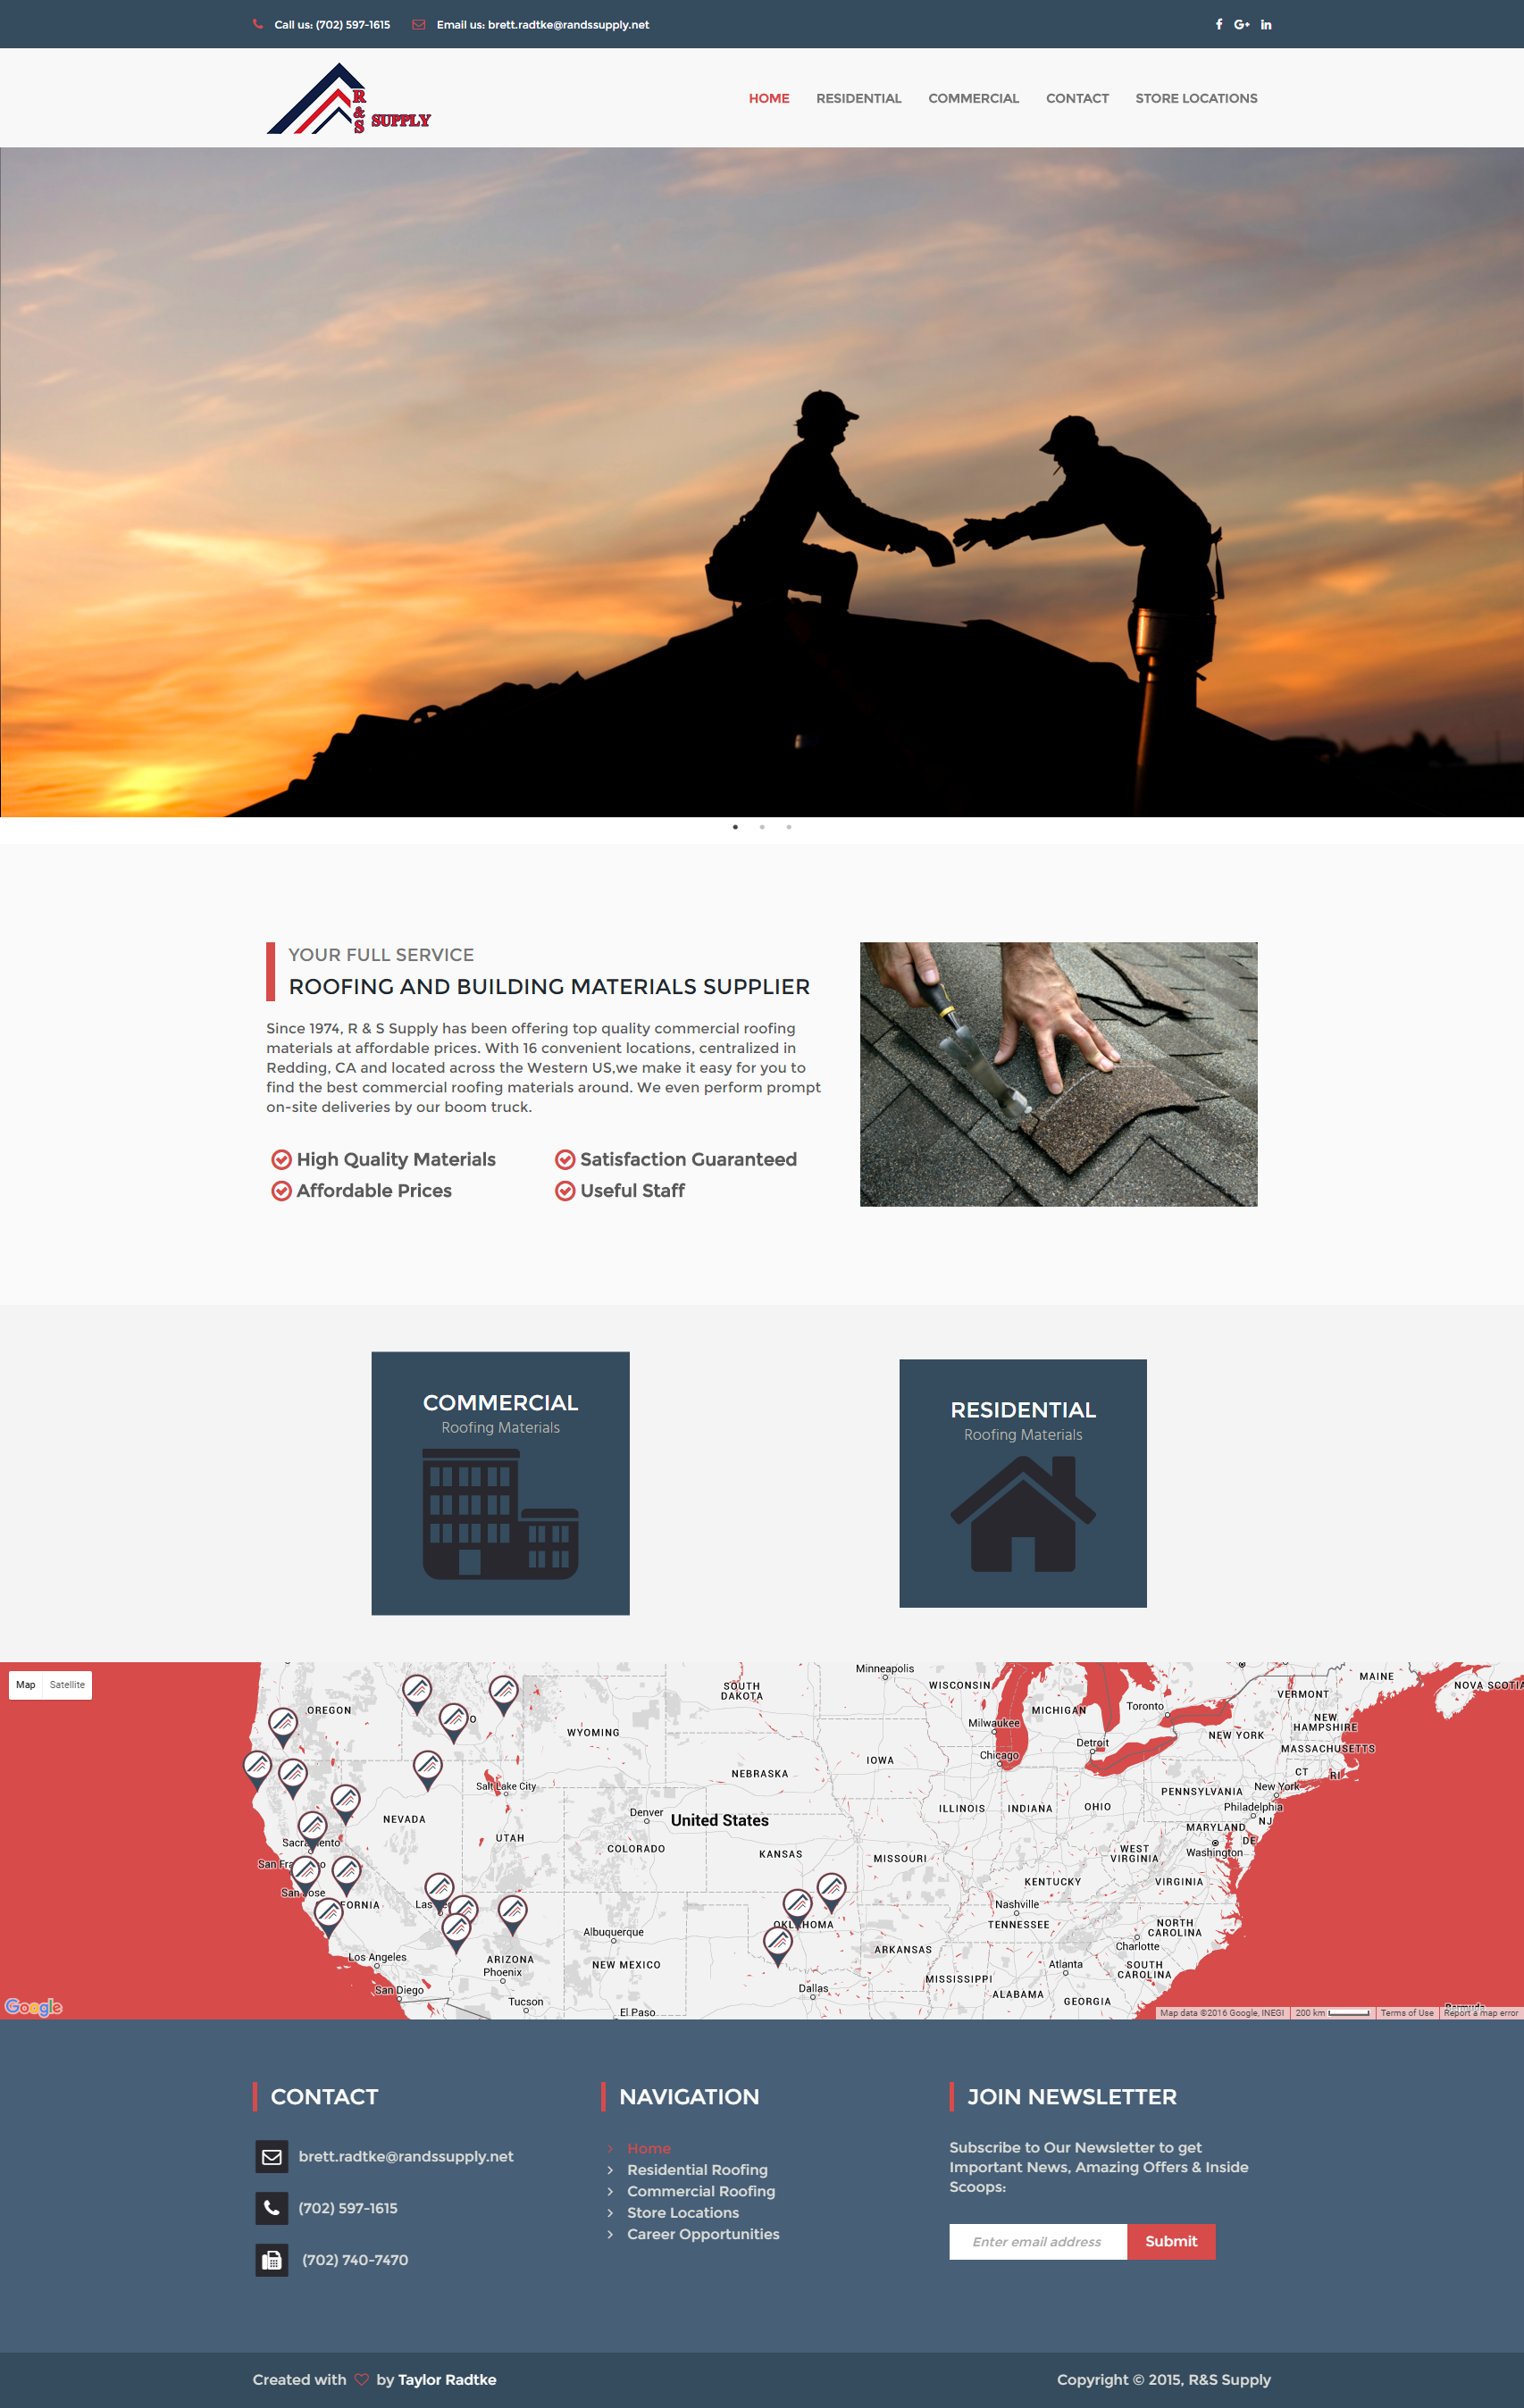 Call us: (702) 597-1615
Email us: brett.radtke@randssupply.net
R
&
S SUPPLY
HOME
RESIDENTIAL
COMMERCIAL
CONTACT
STORE LOCATIONS
YOUR FULL SERVICE
ROOFING AND BUILDING MATERIALS SUPPLIER
Since 1974, R & S Supply has been offering top quality commercial roofing
materials at affordable prices. With 16 convenient locations, centralized in
Redding, CA and located across the Western US,we make it easy for you to
find the best commercial roofing materials around. We even perform prompt
on-site deliveries by our boom truck.
High Quality Materials
Satisfaction Guaranteed
Affordable Prices
Useful Staff
COMMERCIAL
Roofing Materials
RESIDENTIAL
Roofing Materials
Map
Satellite
Minneapolis
SOUTH
DAKOTA
WISCONSIN
MAINE
NOVA SCOTIA
VERMONT
OREGON
MICHIGAN
Toronto
NEW
HAMPSHIRE
WYOMING
Milwaukee
NEW YORK
Detroit
MASSACHUSETTS
Chicago
IOWA
NEBRASKA
CT
RI
Salt Lake City
PENNSYLVANIA
New York
Denver
United States
ILLINOIS
INDIANA
OHIO
Philadelphia
NEVADA
NJ
MARYLAND
DE
UTAH
COLORADO
KANSAS
MISSOURI
WEST
VIRGINIA
Washington
KENTUCKY
VIRGINIA
Nashville
TENNESSEE
NORTH
CAROLINA
Albuquerque
Charlotte
ARKANSAS
Los Angeles
ARIZONA
NEW MEXICO
Phoenix
Atlanta
SOUTH
CAROLINA
MISSISSIPPI
San Diego
Dallas
ALABAMA
GEORGIA
Tucson
El Paso
Google
Map data ©2016 Google, INEGI
200 km
Terms of Use
Report a map error
CONTACT
brett.radtke@randssupply.net
(702) 597-1615
(702) 740-7470
NAVIGATION
Home
Residential Roofing
Commercial Roofing
Store Locations
Career Opportunities
JOIN NEWSLETTER
Subscribe to Our Newsletter to get
Important News, Amazing Offers & Inside
Scoops:
Enter email address
Submit
Created with by Taylor Radtke
Copyright © 2015, R&S Supply